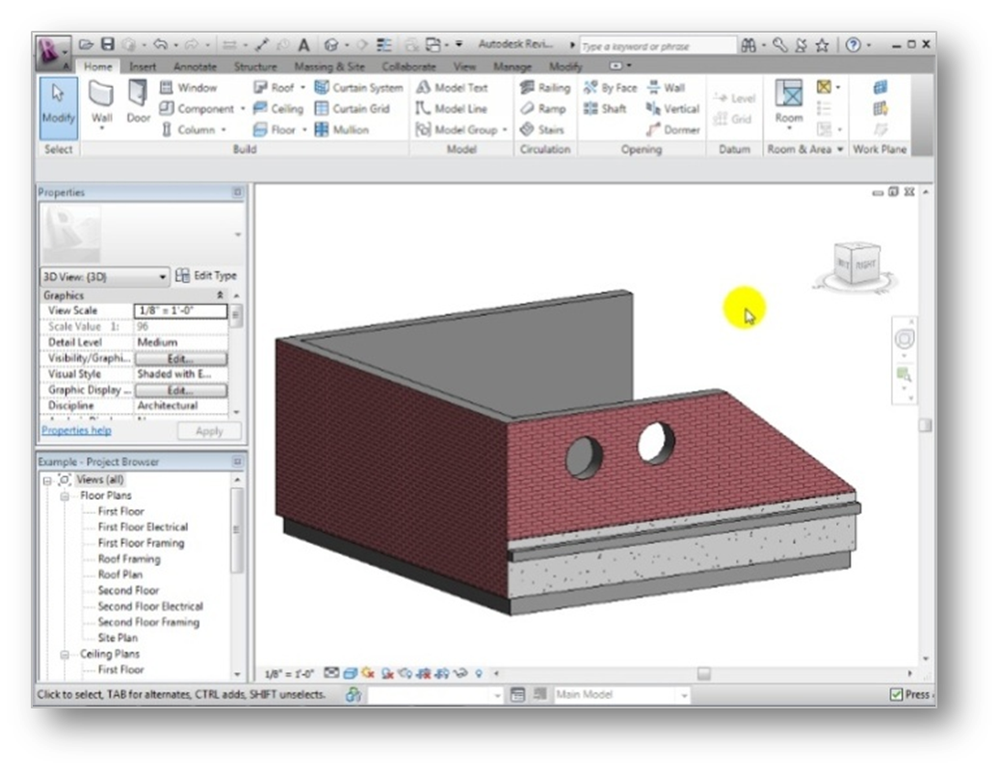 Autodesk Revi... Type a keyword or phrase
Home Insert Annotate Structure Massing & Site Collaborate View Manage Modify
Modify Wall Door Window Roof Curtain System Model Text Railing By Face Wall Level Room
Component Ceiling Curtain Grid Model Line Ramp Shaft Vertical Grid
Column Floor Mullion Model Group Stairs Dormer
Select Build Model Circulation Opening Datum Room & Area Work Plane
Properties
3D View: {3D} Edit Type
Graphics
View Scale 1/8" = 1'-0"
Scale Value 1: 96
Detail Level Medium
Visibility/Graphi... Edit...
Visual Style Shaded with E...
Graphic Display ... Edit...
Discipline Architectural
Properties help Apply
RIGHT
Example - Project Browser
Views (all)
Floor Plans
First Floor
First Floor Electrical
First Floor Framing
Roof Framing
Roof Plan
Second Floor
Second Floor Electrical
Second Floor Framing
Site Plan
Ceiling Plans
First Floor
1/8" = 1'-0"
Click to select, TAB for alternates, CTRL adds, SHIFT unselects. Main Model Press